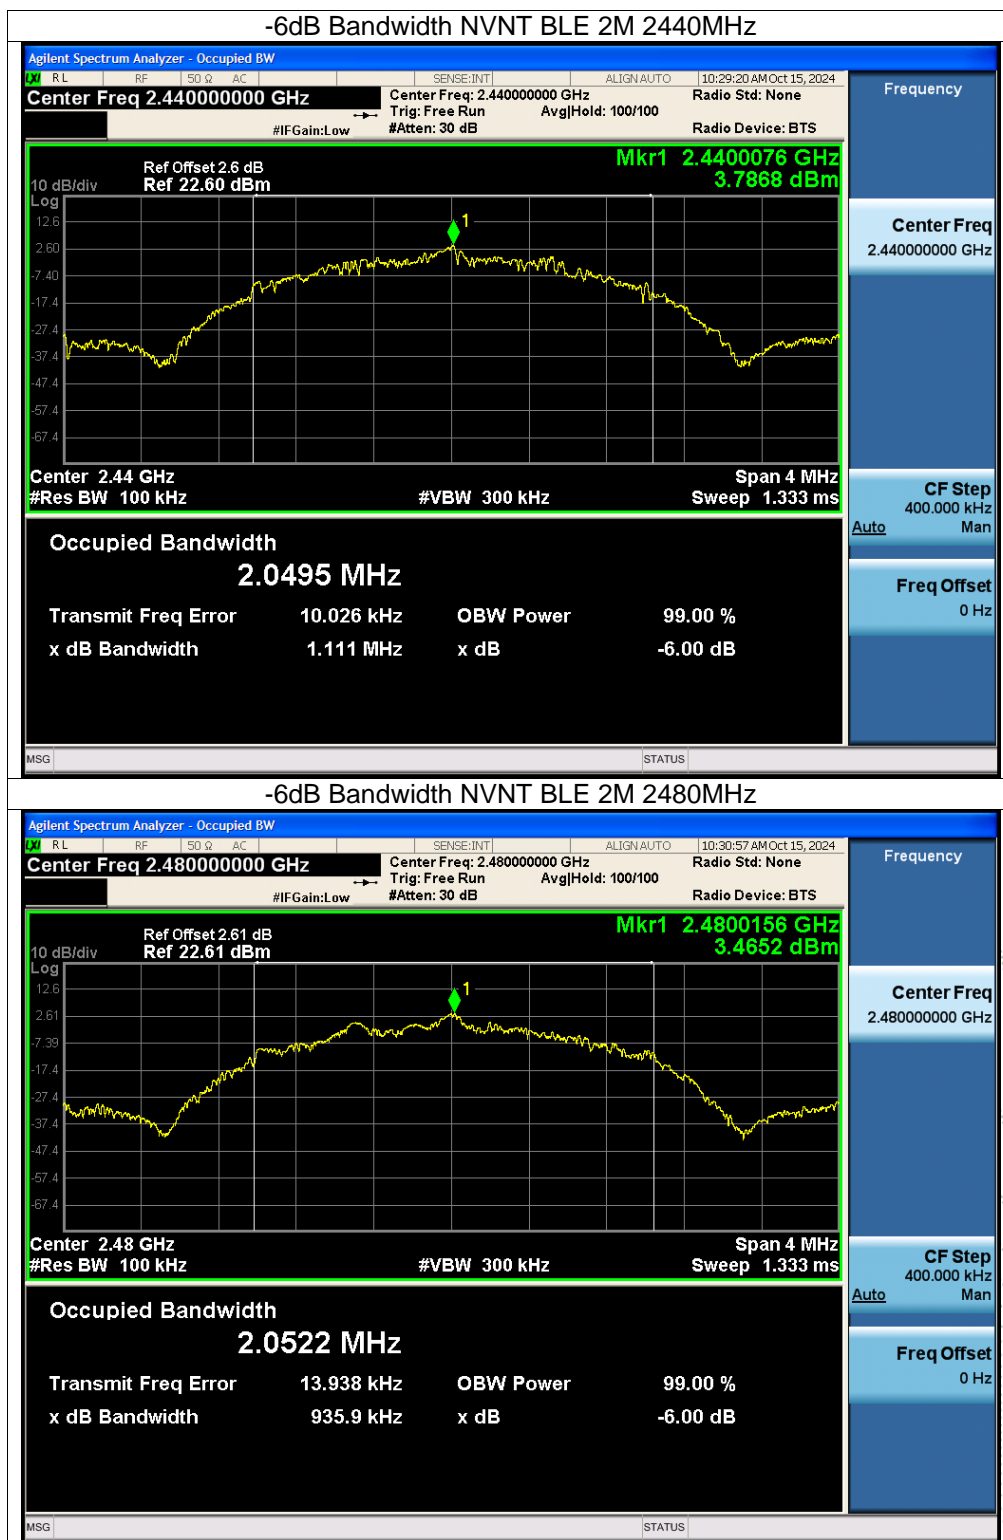 -6dB Bandwidth NVNT BLE 2M 2440MHz
Agilent Spectrum Analyzer - Occupied BW
LXI RL RF 50 Ω AC SENSE:INT ALIGN AUTO 10:29:20 AM Oct 15, 2024
Center Freq 2.440000000 GHz
Center Freq: 2.440000000 GHz
Radio Std: None
Trig: Free Run Avg|Hold: 100/100
#IFGain:Low #Atten: 30 dB Radio Device: BTS
Frequency
Mkr1 2.4400076 GHz
3.7868 dBm
Ref Offset 2.6 dB
10 dB/div Ref 22.60 dBm
Log
12.6
1
2.60
-7.40
-17.4
-27.4
-37.4
-47.4
-57.4
-67.4
Center 2.44 GHz Span 4 MHz
#Res BW 100 kHz #VBW 300 kHz Sweep 1.333 ms
Center Freq
2.440000000 GHz
CF Step
400.000 kHz
Auto Man
Freq Offset
0 Hz
Occupied Bandwidth
2.0495 MHz
Transmit Freq Error 10.026 kHz OBW Power 99.00 %
x dB Bandwidth 1.111 MHz x dB -6.00 dB
MSG STATUS
-6dB Bandwidth NVNT BLE 2M 2480MHz
Agilent Spectrum Analyzer - Occupied BW
LXI RL RF 50 Ω AC SENSE:INT ALIGN AUTO 10:30:57 AM Oct 15, 2024
Center Freq 2.480000000 GHz
Center Freq: 2.480000000 GHz
Radio Std: None
Trig: Free Run Avg|Hold: 100/100
#IFGain:Low #Atten: 30 dB Radio Device: BTS
Frequency
Mkr1 2.4800156 GHz
3.4652 dBm
Ref Offset 2.61 dB
10 dB/div Ref 22.61 dBm
Log
12.6
1
2.61
-7.39
-17.4
-27.4
-37.4
-47.4
-57.4
-67.4
Center 2.48 GHz Span 4 MHz
#Res BW 100 kHz #VBW 300 kHz Sweep 1.333 ms
Center Freq
2.480000000 GHz
CF Step
400.000 kHz
Auto Man
Freq Offset
0 Hz
Occupied Bandwidth
2.0522 MHz
Transmit Freq Error 13.938 kHz OBW Power 99.00 %
x dB Bandwidth 935.9 kHz x dB -6.00 dB
MSG STATUS